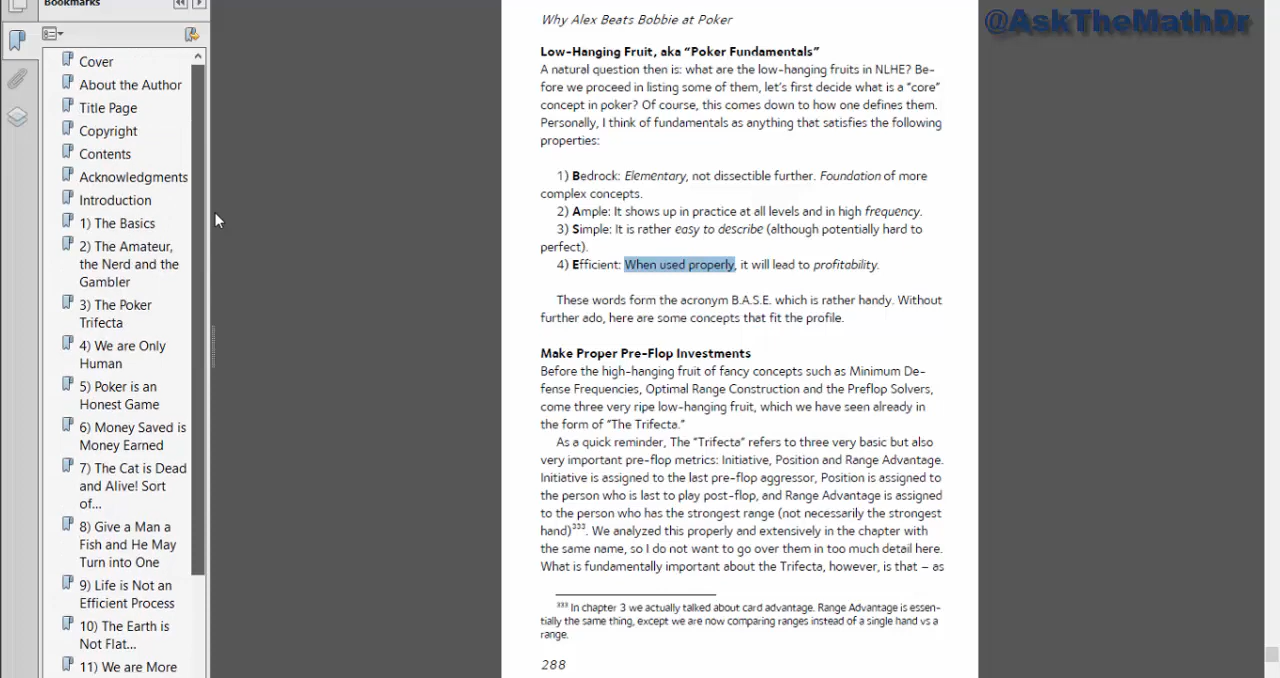 Bookmarks
Cover
About the Author
Title Page
Copyright
Contents
Acknowledgments
Introduction
1) The Basics
2) The Amateur,
the Nerd and the
Gambler
3) The Poker
Trifecta
4) We are Only
Human
5) Poker is an
Honest Game
6) Money Saved is
Money Earned
7) The Cat is Dead
and Alive! Sort
of...
8) Give a Man a
Fish and He May
Turn into One
9) Life is Not an
Efficient Process
10) The Earth is
Not Flat...
11) We are More
@AskTheMathDr
Why Alex Beats Bobbie at Poker
Low-Hanging Fruit, aka “Poker Fundamentals”
A natural question then is: what are the low-hanging fruits in NLHE? Be-
fore we proceed in listing some of them, let’s first decide what is a “core”
concept in poker? Of course, this comes down to how one defines them.
Personally, I think of fundamentals as anything that satisfies the following
properties:
1) Bedrock: Elementary, not dissectible further. Foundation of more
complex concepts.
2) Ample: It shows up in practice at all levels and in high frequency.
3) Simple: It is rather easy to describe (although potentially hard to
perfect).
4) Efficient: When used properly, it will lead to profitability.
These words form the acronym B.A.S.E. which is rather handy. Without
further ado, here are some concepts that fit the profile.
Make Proper Pre-Flop Investments
Before the high-hanging fruit of fancy concepts such as Minimum De-
fense Frequencies, Optimal Range Construction and the Preflop Solvers,
come three very ripe low-hanging fruit, which we have seen already in
the form of “The Trifecta.”
As a quick reminder, The “Trifecta” refers to three very basic but also
very important pre-flop metrics: Initiative, Position and Range Advantage.
Initiative is assigned to the last pre-flop aggressor, Position is assigned to
the person who is last to play post-flop, and Range Advantage is assigned
to the person who has the strongest range (not necessarily the strongest
hand)³³³. We analyzed this properly and extensively in the chapter with
the same name, so I do not want to go over them in too much detail here.
What is fundamentally important about the Trifecta, however, is that – as
³³³ In chapter 3 we actually talked about card advantage. Range Advantage is essen-
tially the same thing, except we are now comparing ranges instead of a single hand vs a
range.
288